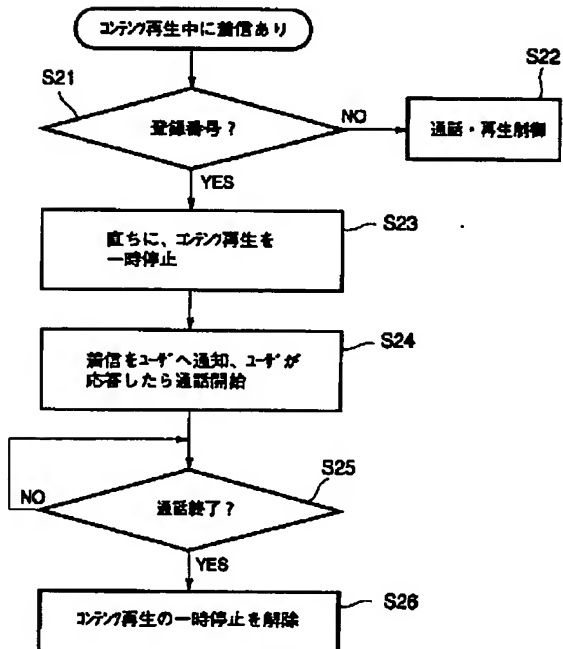 コンテンツ再生中に着信あり
S21
S22
登録番号？
NO
通話・再生制御
YES
S23
直ちに、コンテンツ再生を
一時停止
S24
着信をユーザへ通知、ユーザが
応答したら通話開始
S25
NO
通話終了？
YES
S26
コンテンツ再生の一時停止を解除